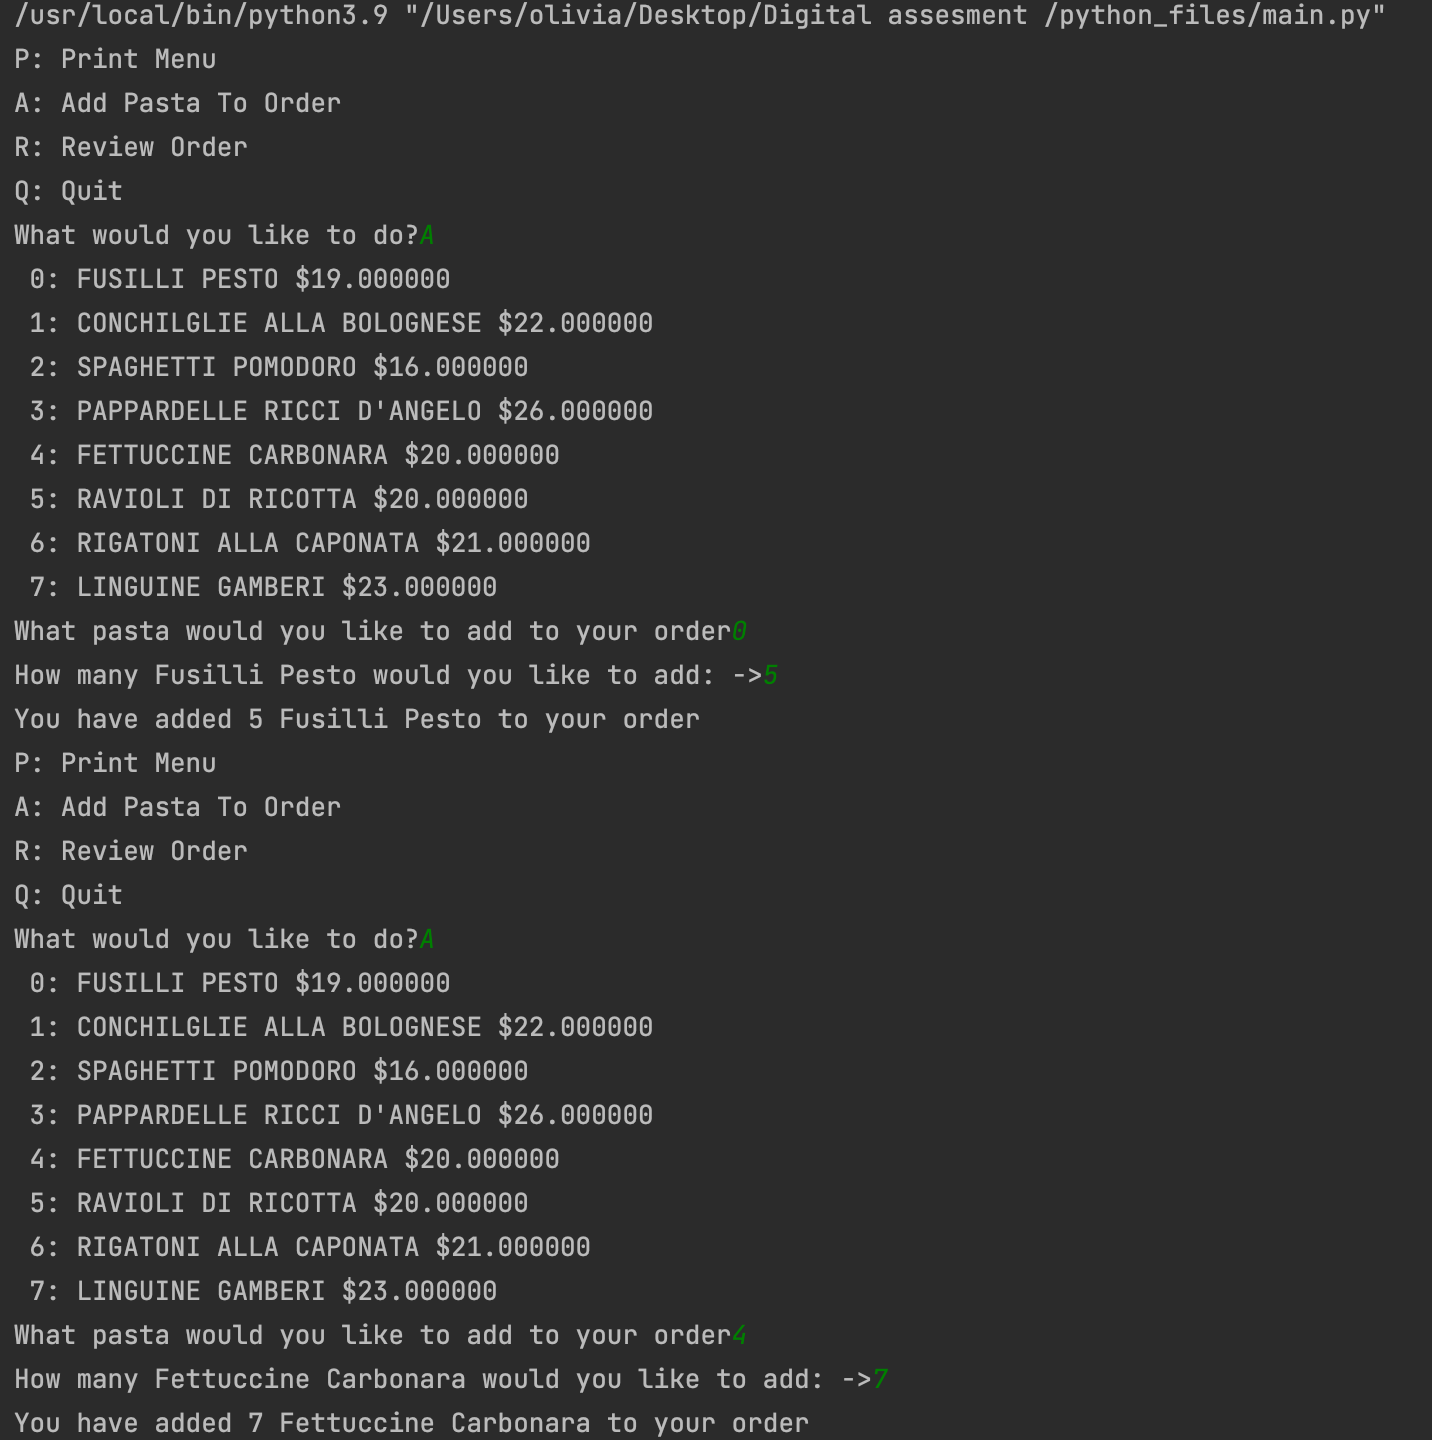 /usr/local/bin/python3.9 "/Users/olivia/Desktop/Digital assesment /python_files/main.py"
P: Print Menu
A: Add Pasta To Order
R: Review Order
Q: Quit
What would you like to do?A
0: FUSILLI PESTO $19.000000
1: CONCHILGLIE ALLA BOLOGNESE $22.000000
2: SPAGHETTI POMODORO $16.000000
3: PAPPARDELLE RICCI D'ANGELO $26.000000
4: FETTUCCINE CARBONARA $20.000000
5: RAVIOLI DI RICOTTA $20.000000
6: RIGATONI ALLA CAPONATA $21.000000
7: LINGUINE GAMBERI $23.000000
What pasta would you like to add to your order0
How many Fusilli Pesto would you like to add: ->5
You have added 5 Fusilli Pesto to your order
P: Print Menu
A: Add Pasta To Order
R: Review Order
Q: Quit
What would you like to do?A
0: FUSILLI PESTO $19.000000
1: CONCHILGLIE ALLA BOLOGNESE $22.000000
2: SPAGHETTI POMODORO $16.000000
3: PAPPARDELLE RICCI D'ANGELO $26.000000
4: FETTUCCINE CARBONARA $20.000000
5: RAVIOLI DI RICOTTA $20.000000
6: RIGATONI ALLA CAPONATA $21.000000
7: LINGUINE GAMBERI $23.000000
What pasta would you like to add to your order4
How many Fettuccine Carbonara would you like to add: ->7
You have added 7 Fettuccine Carbonara to your order